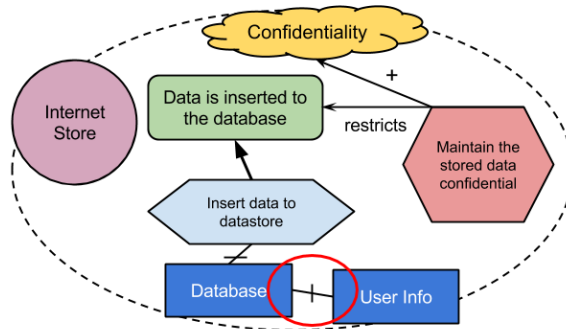 Confidentiality
Internet
Store
Data is inserted to
the database
+
restricts
Maintain the
stored data
confidential
Insert data to
datastore
Database
User Info